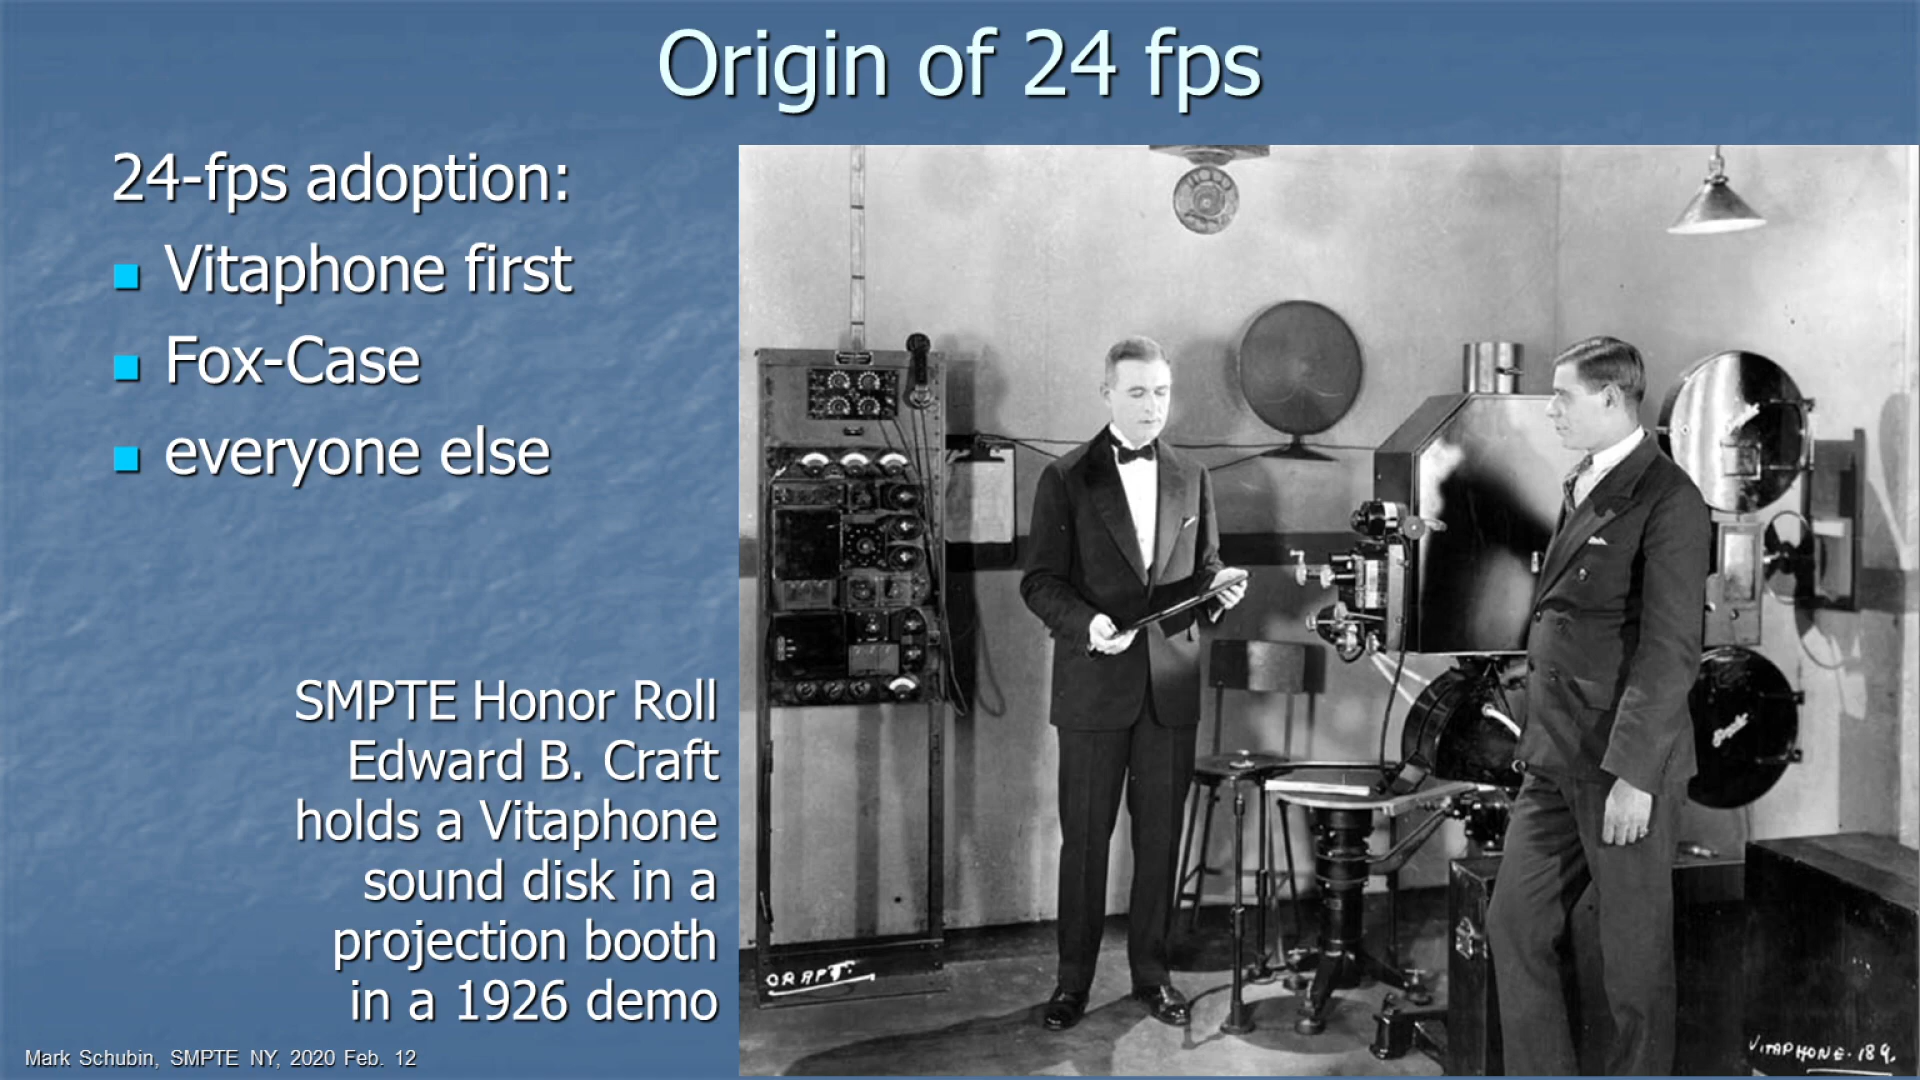 Origin of 24 fps
24-fps adoption:
Vitaphone first
Fox-Case
everyone else
SMPTE Honor Roll
Edward B. Craft
holds a Vitaphone
sound disk in a
projection booth
in a 1926 demo
Mark Schubin, SMPTE NY, 2020 Feb. 12
CRAFT.
VITAPHONE-189.